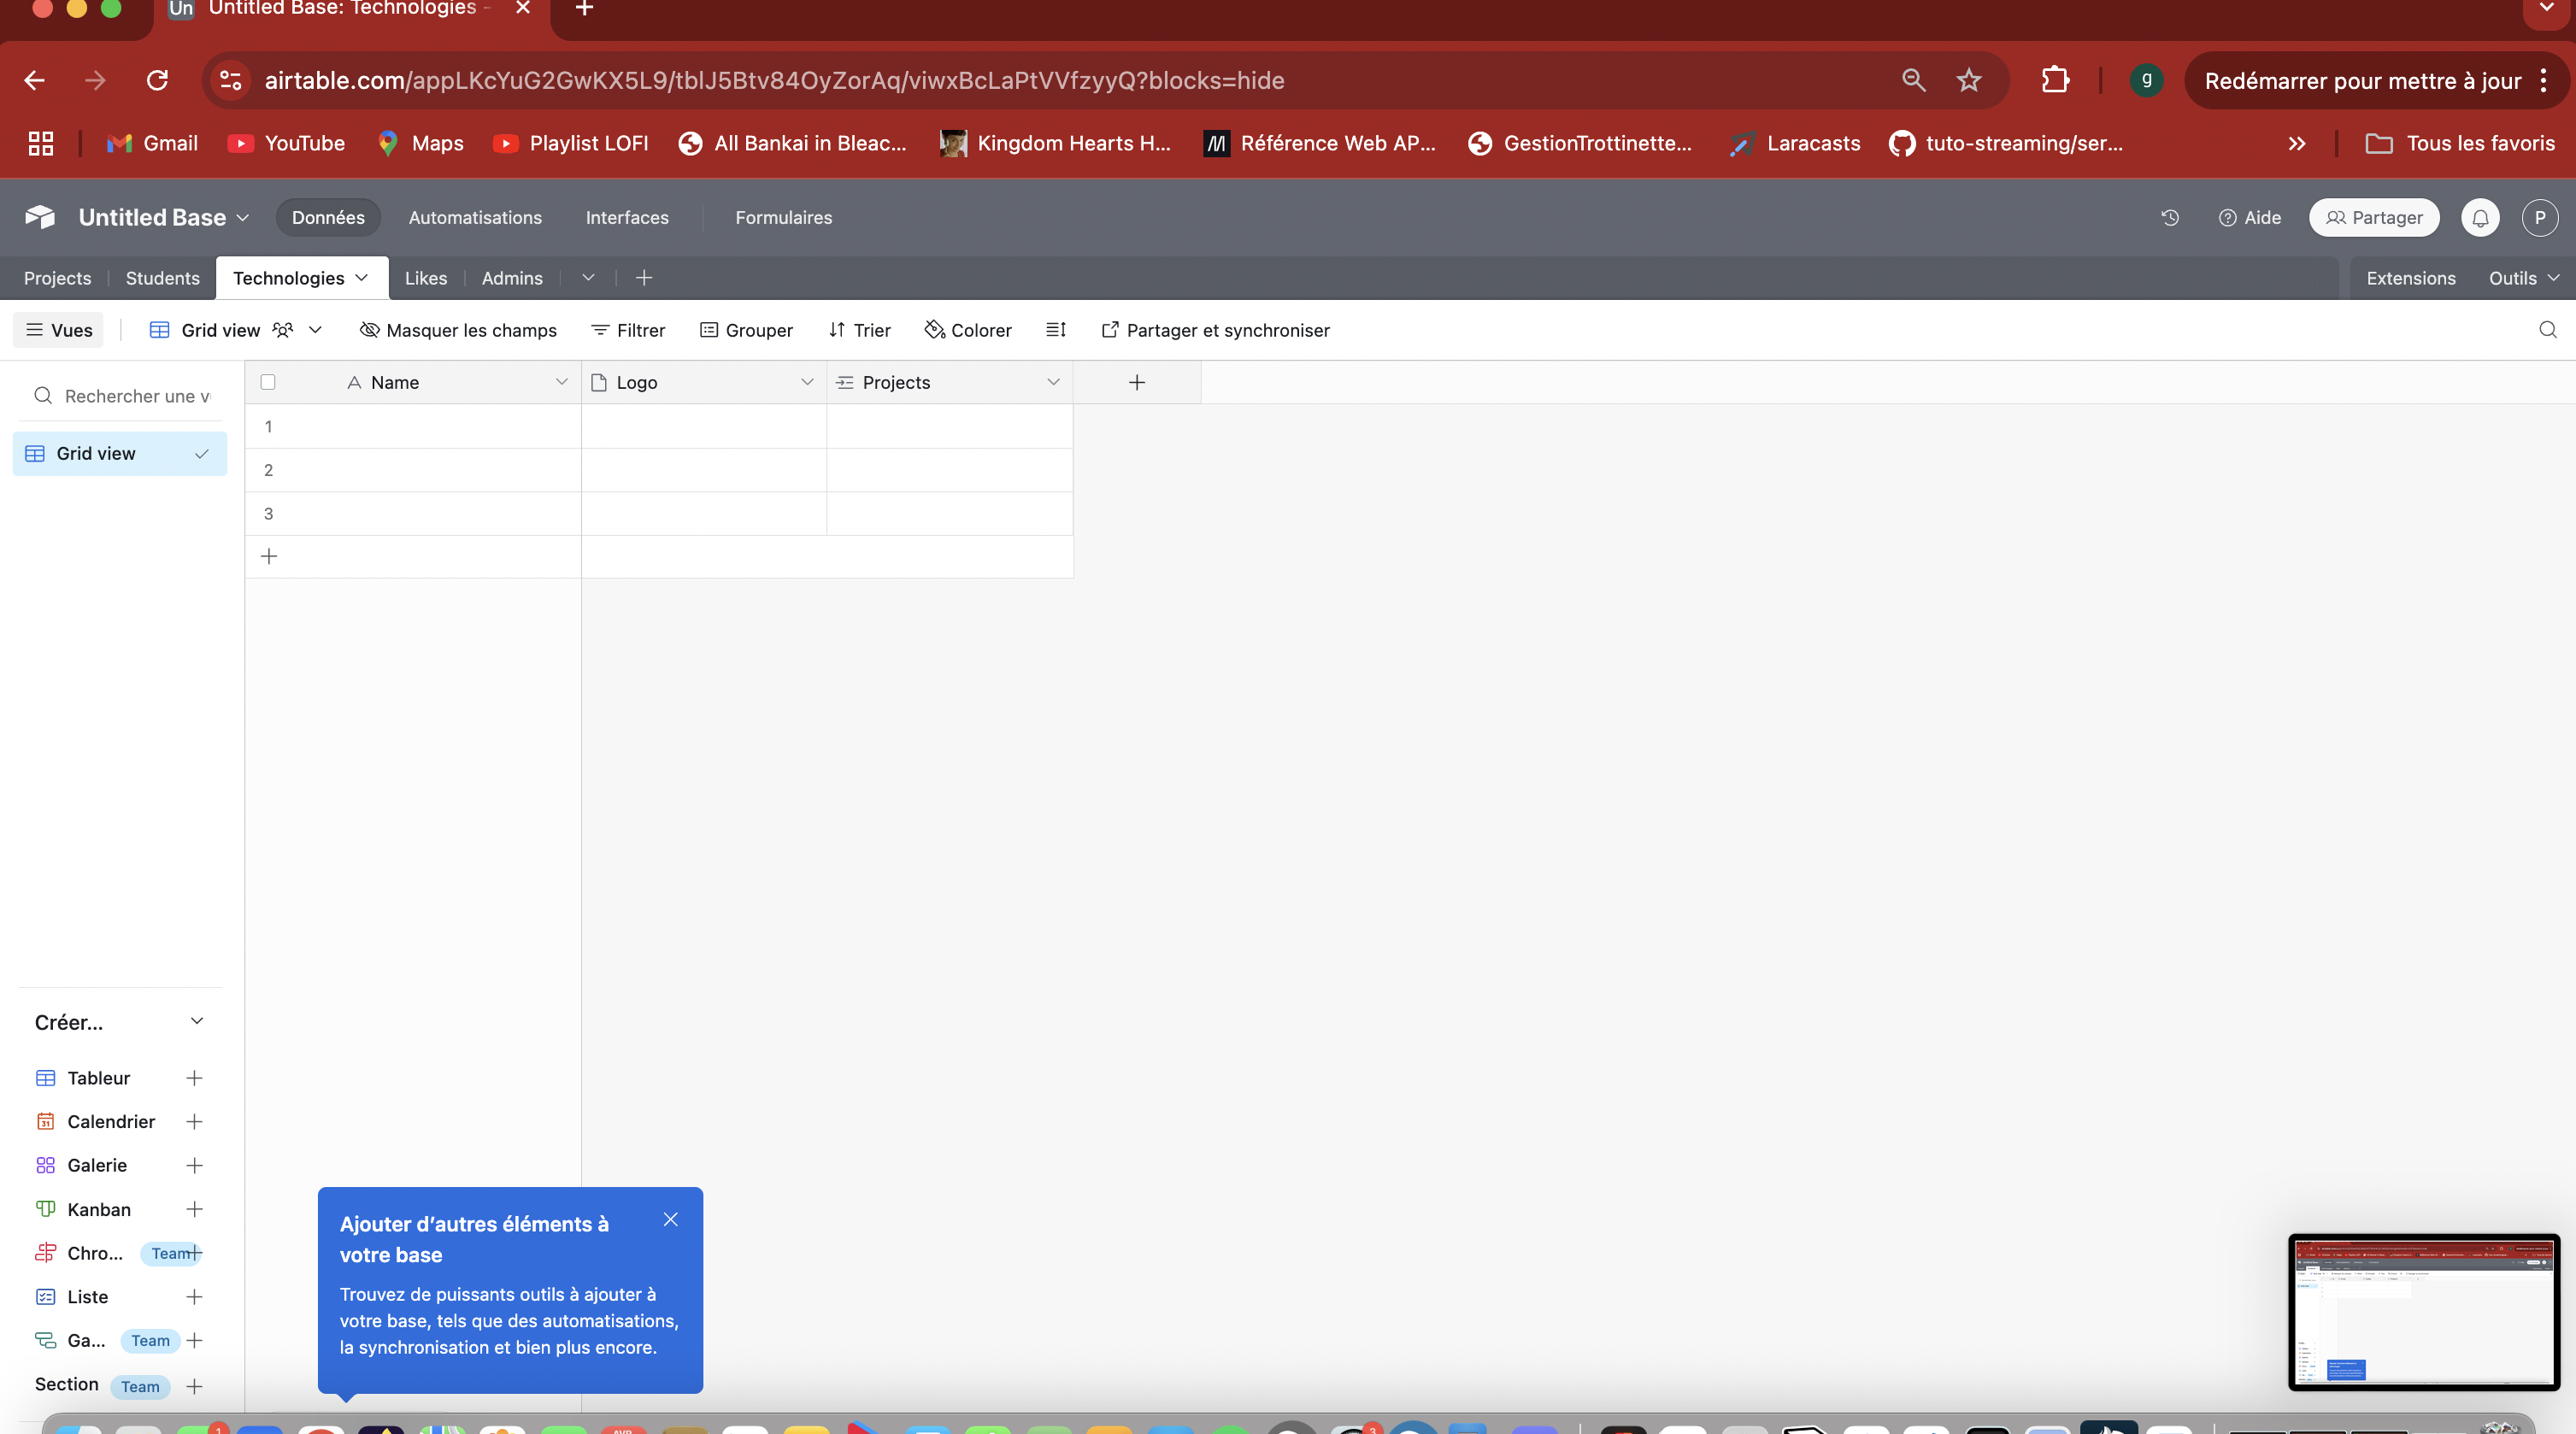 Un Untitled Base: Technologies -
airtable.com/appLKcYuG2GwKX5L9/tblJ5Btv84OyZorAq/viwxBcLaPtVVfzyyQ?blocks=hide
g
Redémarrer pour mettre à jour
Gmail YouTube Maps Playlist LOFI All Bankai in Bleac... Kingdom Hearts H... Référence Web AP... GestionTrottinette... Laracasts tuto-streaming/ser... Tous les favoris
Untitled Base Données Automatisations Interfaces Formulaires Aide Partager P
Projects Students Technologies Likes Admins Extensions Outils
Vues Grid view Masquer les champs Filtrer Grouper Trier Colorer Partager et synchroniser
Rechercher une v
Name Logo Projects
1
Grid view
2
3
Créer...
Tableur
Calendrier
Galerie
Kanban
Chro... Team
Liste
Ga... Team
Section Team
Ajouter d'autres éléments à
votre base
Trouvez de puissants outils à ajouter à
votre base, tels que des automatisations,
la synchronisation et bien plus encore.
1
AVR
3